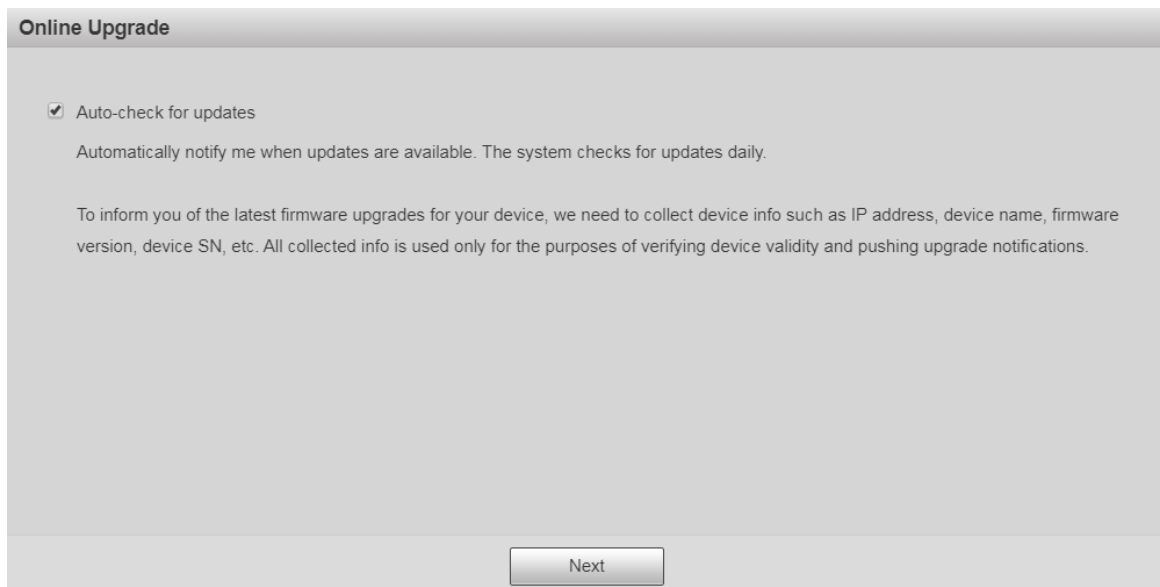 Online Upgrade
Auto-check for updates
Automatically notify me when updates are available. The system checks for updates daily.
To inform you of the latest firmware upgrades for your device, we need to collect device info such as IP address, device name, firmware
version, device SN, etc. All collected info is used only for the purposes of verifying device validity and pushing upgrade notifications.
Next